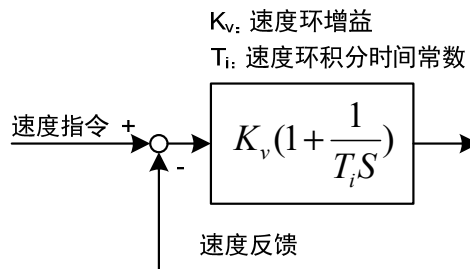 Kv：速度环增益
Ti：速度环积分时间常数
速度指令 +
-
Kv(1+1/TiS)
速度反馈